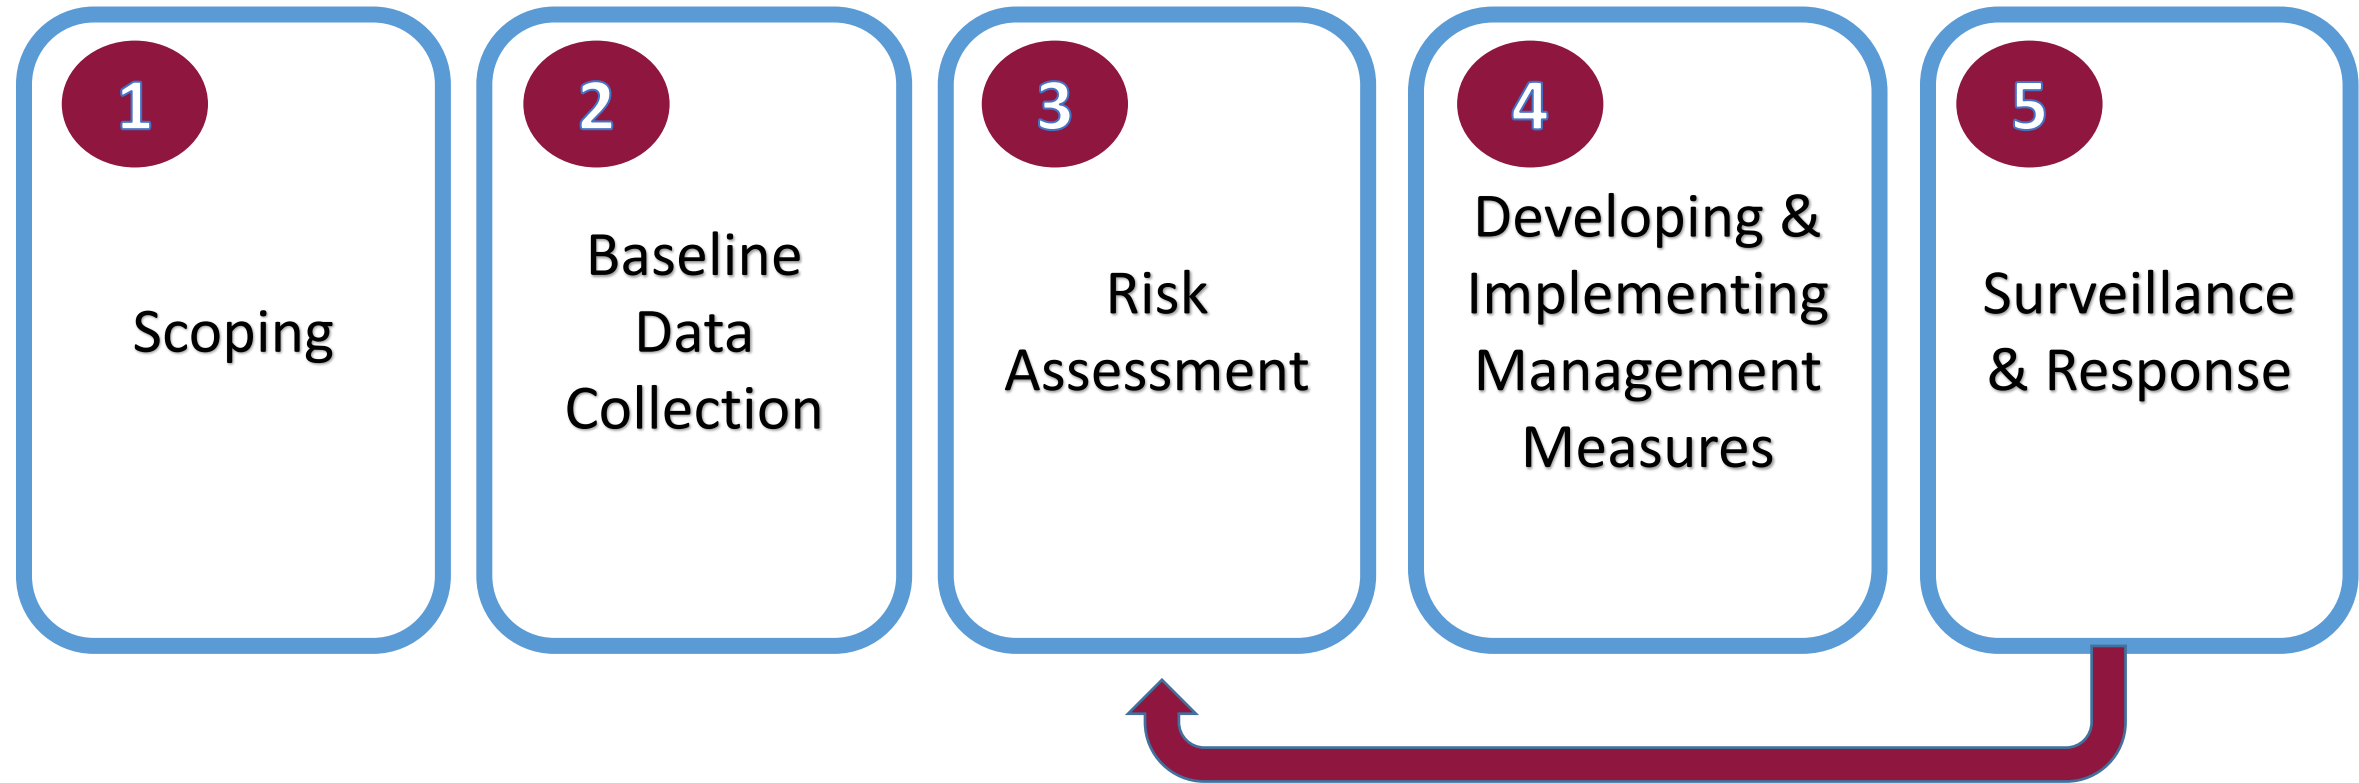 1
Scoping
2
Baseline
Data
Collection
3
Risk
Assessment
4
Developing &
Implementing
Management
Measures
5
Surveillance
& Response